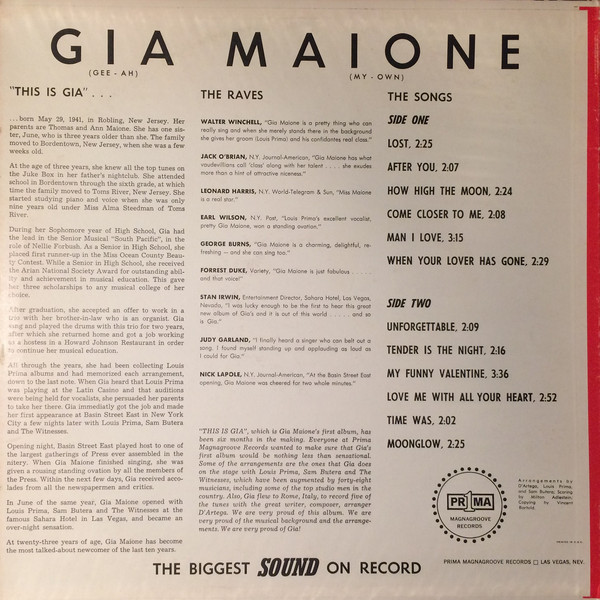 GIA MAIONE
(GEE - AH)
(MY - OWN)
"THIS IS GIA" . . .
. . . born May 29, 1941, in Robling, New Jersey. Her
parents are Thomas and Ann Maione. She has one sis-
ter, June, who is three years older than she. The family
moved to Bordentown, New Jersey, when she was a few
weeks old.
At the age of three years, she knew all the top tunes on
the Juke Box in her father's nightclub. She attended
school in Bordentown through the sixth grade, at which
time the family moved to Toms River, New Jersey. She
started studying piano and voice when she was only
nine years old under Miss Alma Steedman of Toms
River.
During her Sophomore year of High School, Gia had
the lead in the Senior Musical "South Pacific", in the
role of Nellie Forbush. As a Senior in High School, she
placed first runner-up in the Miss Ocean County Beau-
ty Contest. While a Senior in High School, she received
the Arian National Society Award for outstanding abil-
ity and achievement in musical education. This gave
her three scholarships to any musical college of her
choice.
After graduation, she accepted an offer to work in a
trio with her brother-in-law who is an organist. Gia
sang and played the drums with this trio for two years,
after which she returned home and got a job working
as a hostess in a Howard Johnson Restaurant in order
to continue her musical education.
All through the years, she had been collecting Louis
Prima albums and had memorized each arrangement,
down to the last note. When Gia heard that Louis Prima
was playing at the Latin Casino and that auditions
were being held for vocalists, she persuaded her parents
to take her there. Gia immediatly got the job and made
her first appearance at Basin Street East in New York
City a few nights later with Louis Prima, Sam Butera
and The Witnesses.
Opening night, Basin Street East played host to one of
the largest gatherings of Press ever assembled in the
nitery. When Gia Maione finished singing, she was
given a rousing standing ovation by all the members of
the Press. Within the next few days, Gia received acco-
lades from all the newspapermen and critics.
In June of the same year, Gia Maione opened with
Louis Prima, Sam Butera and The Witnesses at the
famous Sahara Hotel in Las Vegas, and became an
over-night sensation.
At twenty-three years of age, Gia Maione has become
the most talked-about newcomer of the last ten years.
THE RAVES
WALTER WINCHELL, "Gia Maione is a pretty thing who can
really sing and when she merely stands there in the background
she gives her groom (Louis Prima) and his confidantes real class."
JACK O'BRIAN, N.Y. Journal-American, "Gia Maione has what
vaudevillians call 'class' along with her talent . . . . she exudes
more than a hint of attractive niceness."
LEONARD HARRIS, N.Y. World-Telegram & Sun, "Miss Maione
is a real star."
EARL WILSON, N.Y. Post, "Louis Prima's excellent vocalist,
pretty Gia Maione, won a standing ovation."
GEORGE BURNS, "Gia Maione is a charming, delightful, re-
freshing — and she can sing too."
FORREST DUKE, Variety, "Gia Maione is just fabulous . . . . .
and that voice!"
STAN IRWIN, Entertainment Director, Sahara Hotel, Las Vegas,
Nevada, "I was lucky enough to be the first to hear this great
new album of Gia's and it is out of this world . . . . . and so
is Gia."
JUDY GARLAND, "I finally heard a singer who can belt out a
song. I found myself standing up and applauding as loud as
I could for Gia."
NICK LAPOLE, N.Y. Journal-American, "At the Basin Street East
opening, Gia Maione was cheered for two whole minutes."
"THIS IS GIA", which is Gia Maione's first album, has
been six months in the making. Everyone at Prima
Magnagroove Records wanted to make sure that Gia's
first album would be nothing less than sensational.
Some of the arrangements are the ones that Gia does
on the stage with Louis Prima, Sam Butera and The
Witnesses, which have been augmented by forty-eight
musicians, including some of the top studio men in the
country. Also, Gia flew to Rome, Italy, to record five of
the tunes with the great writer, composer, arranger
D'Artega. We are very proud of this album. We are
very proud of the musical background and the arrange-
ments. We are very proud of Gia!
THE SONGS
SIDE ONE
LOST, 2:25
AFTER YOU, 2:07
HOW HIGH THE MOON, 2:24
COME CLOSER TO ME, 2:08
MAN I LOVE, 3:15
WHEN YOUR LOVER HAS GONE, 2:29
SIDE TWO
UNFORGETTABLE, 2:09
TENDER IS THE NIGHT, 2:16
MY FUNNY VALENTINE, 3:36
LOVE ME WITH ALL YOUR HEART, 2:52
TIME WAS, 2:02
MOONGLOW, 2:25
PRIMA
MAGNAGROOVE
RECORDS
Arrangements by
D'Artega, Louis Prima,
and Sam Butera; Scoring
by Milton
Copying by Vincent
THE BIGGEST SOUND ON RECORD
PRIMA MAGNAGROOVE RECORDS □ LAS VEGAS, NEV.